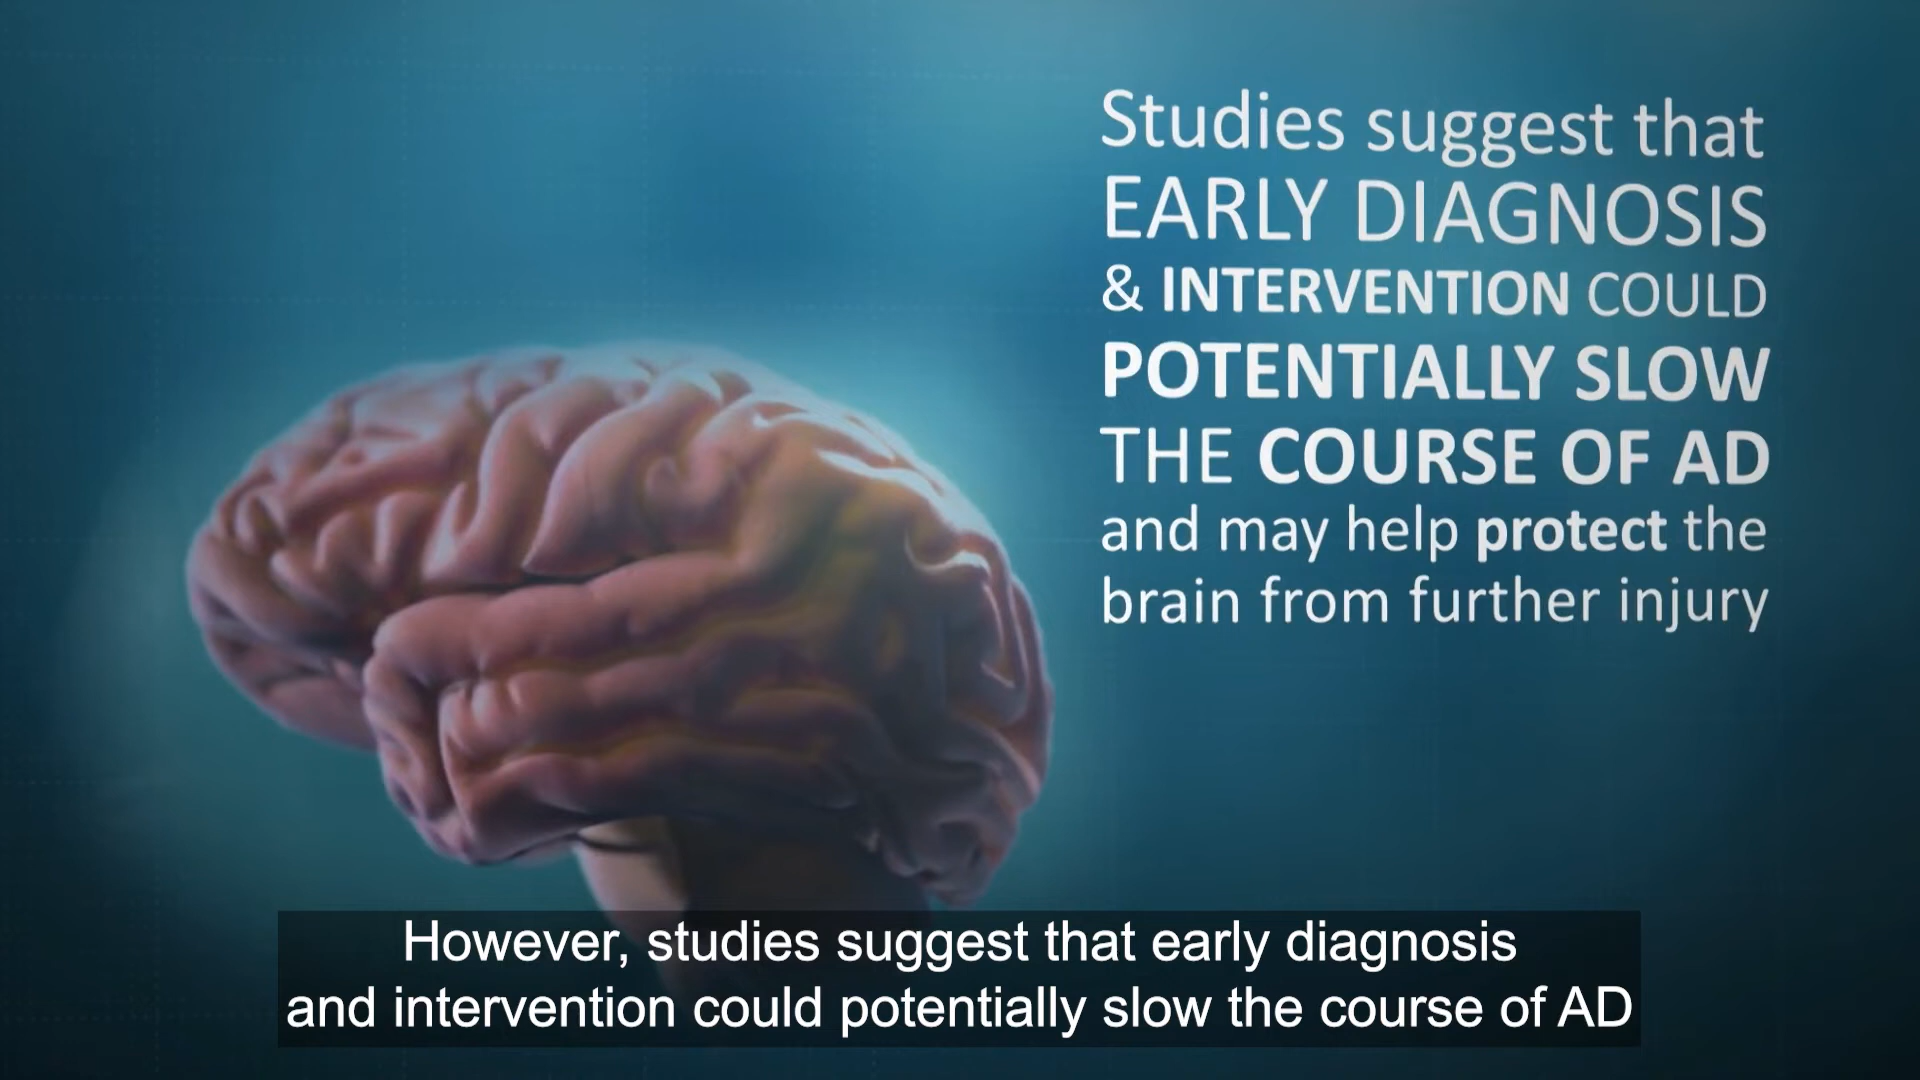 Studies suggest that
EARLY DIAGNOSIS
& INTERVENTION COULD
POTENTIALLY SLOW
THE COURSE OF AD
and may help protect the
brain from further injury
However, studies suggest that early diagnosis
and intervention could potentially slow the course of AD